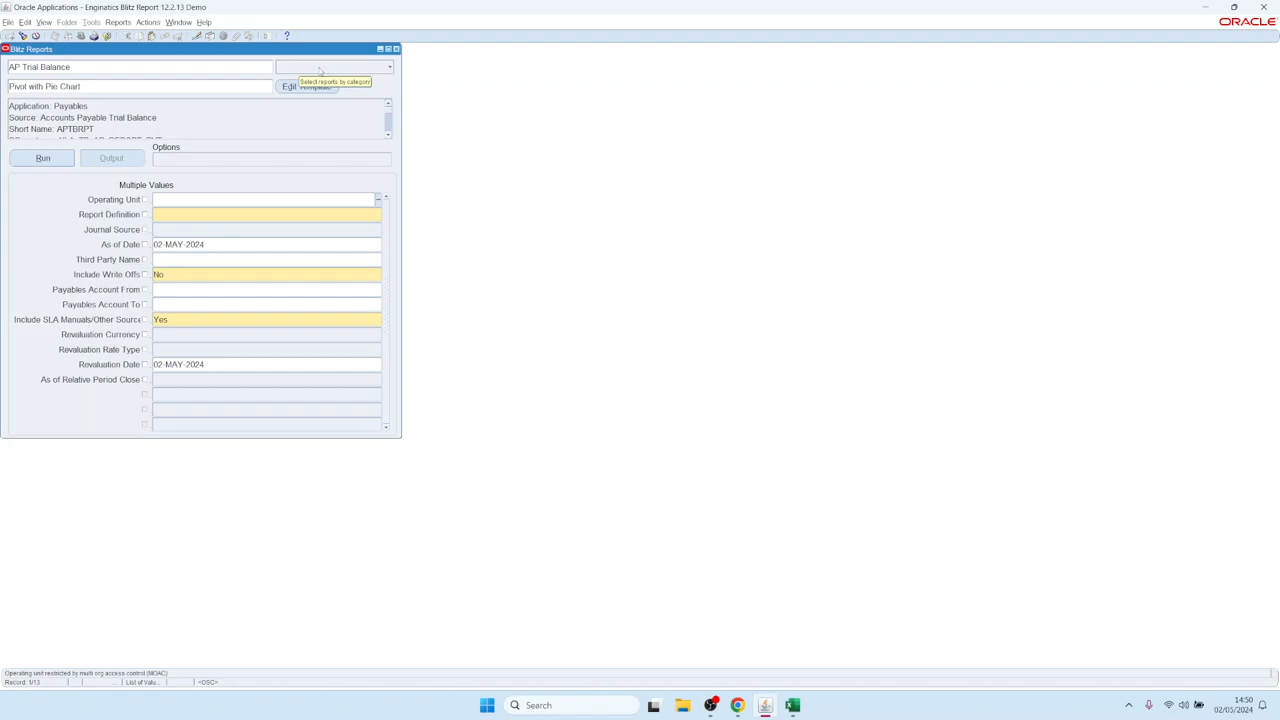 Oracle Applications - Enginatics Blitz Report 12.2.13 Demo
File Edit View Folder Tools Reports Actions Window Help
ORACLE
Blitz Reports
AP Trial Balance
Select reports by category
Pivot with Pie Chart
Application: Payables
Source: Accounts Payable Trial Balance
Short Name: APTBRPT
Run Output Options
Multiple Values
Operating Unit
Report Definition
Journal Source
As of Date 02-MAY-2024
Third Party Name
Include Write Offs No
Payables Account From
Payables Account To
Include SLA Manuals/Other Source Yes
Revaluation Currency
Revaluation Rate Type
Revaluation Date 02-MAY-2024
As of Relative Period Close
Operating unit restricted by multi org access control (MOAC)
Record: 1/13 ... List of Valu... <OSC>
Search
14:50
02/05/2024